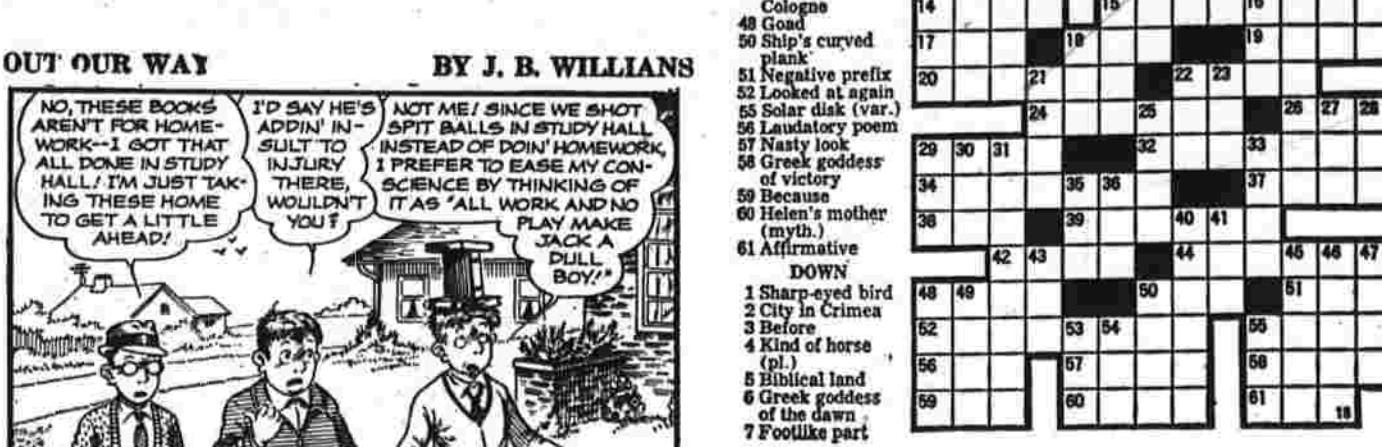 OUT OUR WAY
BY J. B. WILLIANS
NO, THESE BOOKS
AREN'T FOR HOME-
WORK--I GOT THAT
ALL DONE IN STUDY
HALL! I'M JUST TAK-
ING THESE HOME
TO GET A LITTLE
AHEAD!
I'D SAY HE'S
ADDIN' IN-
SULT TO
INJURY
THERE,
WOULDN'T
YOU?
NOT ME! SINCE WE SHOT
SPIT BALLS IN STUDY HALL
INSTEAD OF DOIN' HOMEWORK,
I PREFER TO EASE MY CON-
SCIENCE BY THINKING OF
IT AS "ALL WORK AND NO
PLAY MAKE
JACK A
DULL
BOY!"
Cologne
48 Goad
50 Ship's curved
plank
51 Negative prefix
52 Looked at again
55 Solar disk (var.)
56 Laudatory poem
57 Nasty look
58 Greek goddess
of victory
59 Because
60 Helen's mother
(myth.)
61 Affirmative
DOWN
1 Sharp-eyed bird
2 City in Crimea
3 Before
4 Kind of horse
(pl.)
5 Biblical land
6 Greek goddess
of the dawn
7 Footlike part
14 15 16
17 18 19
20 21 22 23
24 25 26 27 28
29 30 31 32 33
34 35 36 37
38 39 40 41
42 43 44 45 46 47
48 49 50 51
52 53 54 55
56 57 58
59 60 61
18